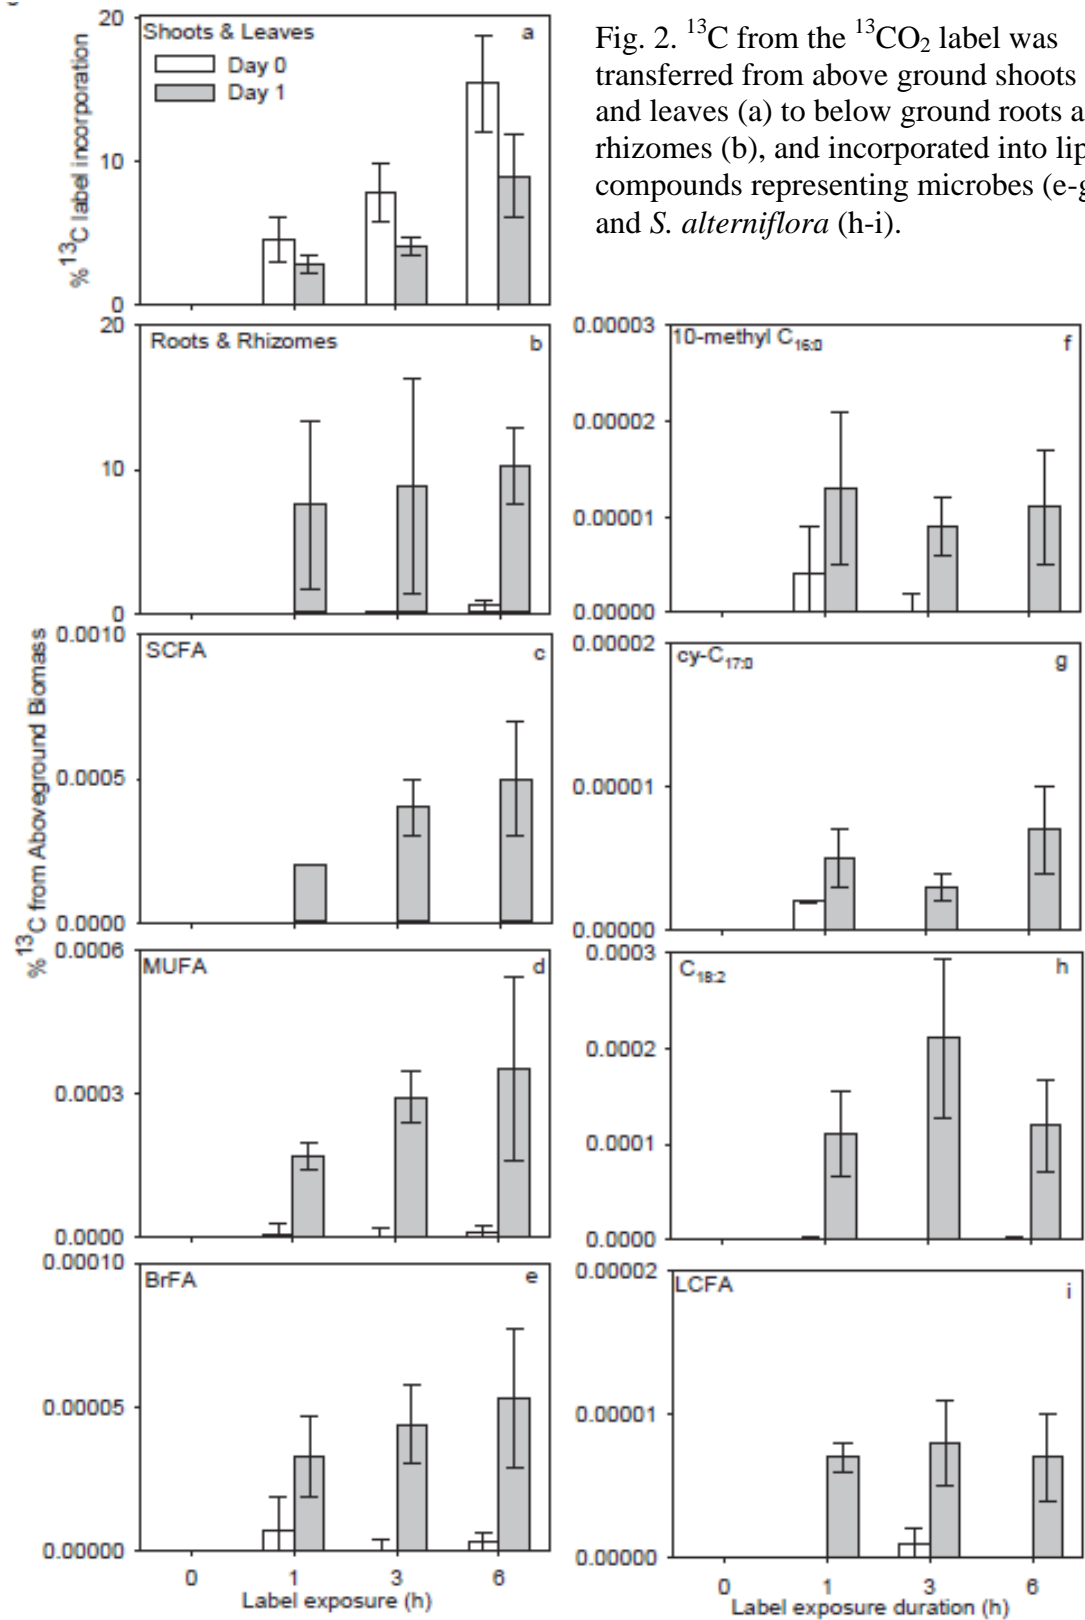 Fig. 2. ¹³C from the ¹³CO₂ label was
transferred from above ground shoots
and leaves (a) to below ground roots a
rhizomes (b), and incorporated into lip
compounds representing microbes (e-g
and S. alterniflora (h-i).
Shoots & Leaves a
Day 0
Day 1
% ¹³C label incorporation
20
10
0
Roots & Rhizomes b
20
10
0
% ¹³C from Aboveground Biomass
SCFA c
0.0010
0.0005
0.0000
MUFA d
0.0006
0.0003
0.0000
BrFA e
0.00010
0.00005
0.00000
0 1 3 6
Label exposure (h)
10-methyl C₁₆:₀ f
0.00003
0.00002
0.00001
0.00000
cy-C₁₇:₀ g
0.00002
0.00001
0.00000
C₁₈:₂ h
0.0003
0.0002
0.0001
0.0000
LCFA i
0.00002
0.00001
0.00000
0 1 3 6
Label exposure duration (h)